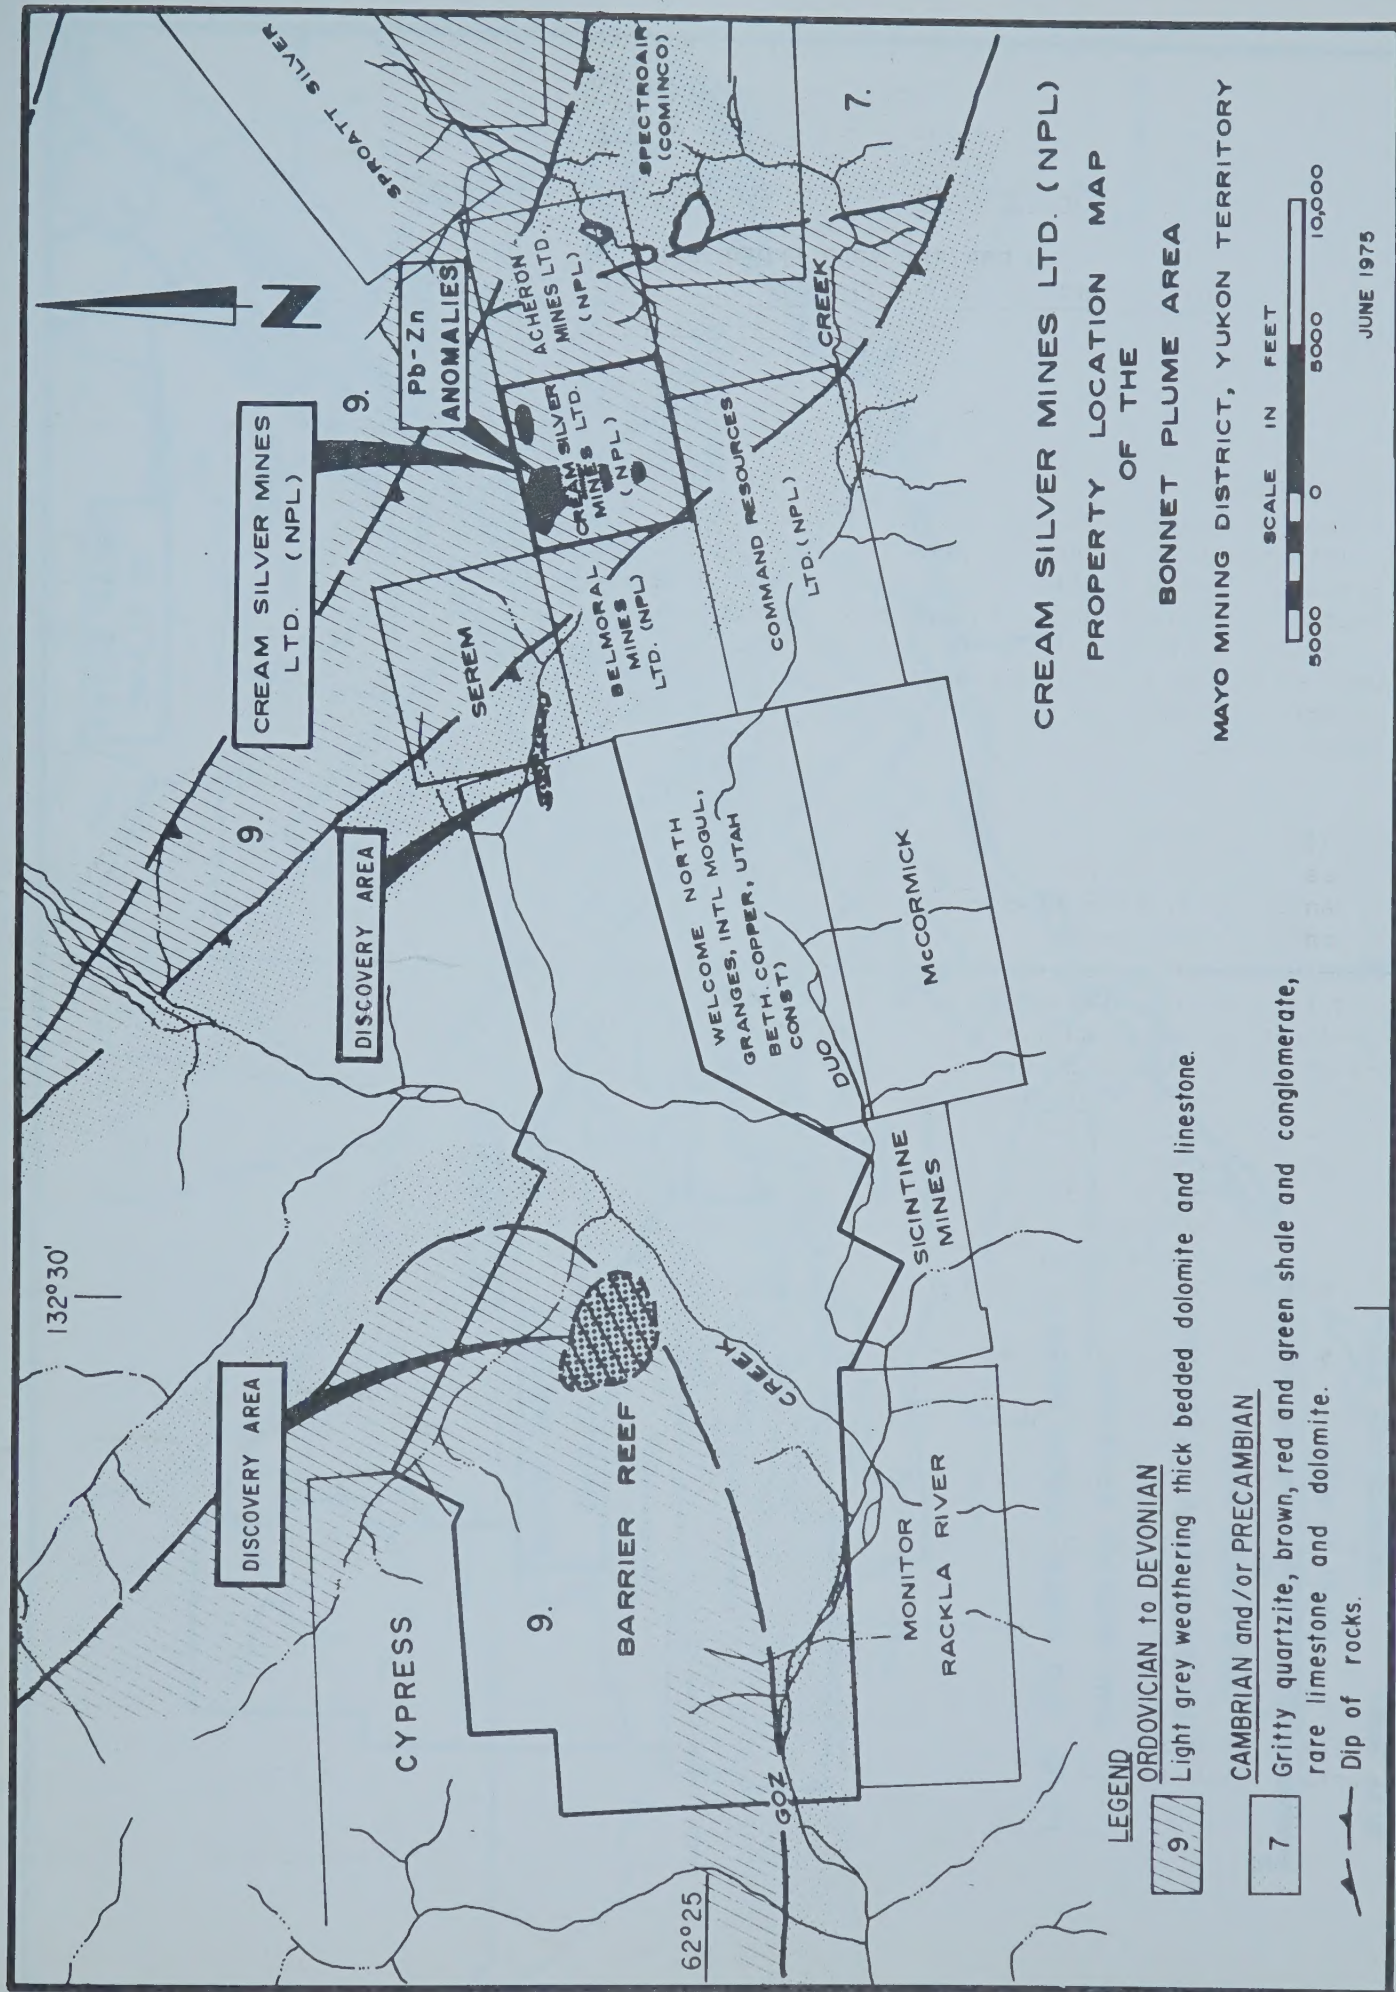 132°30'
SPROATT SILVER
CREAM SILVER MINES
LTD. (NPL)
9.
9.
Pb-Zn
ANOMALIES
DISCOVERY AREA
DISCOVERY AREA
SEREM
ACHERON
MINES LTD.
(NPL)
SPECTROAIR
(COMINCO)
CREAM SILVER
MINES LTD.
(NPL)
BELMORAL
MINES
LTD. (NPL)
COMMAND RESOURCES
LTD. (NPL)
CREEK
7.
CYPRESS
9.
BARRIER REEF
CREEK
WELCOME NORTH
GRANGES, INTL MOGUL,
BETH. COPPER, UTAH
CONST)
DUO
McCORMICK
SICINTINE
MINES
MONITOR
RACKLA RIVER
GOZ
62°25
CREAM SILVER MINES LTD. (NPL)
PROPERTY LOCATION MAP
OF THE
BONNET PLUME AREA
MAYO MINING DISTRICT, YUKON TERRITORY
SCALE IN FEET
5000 0 5000 10,000
JUNE 1975
LEGEND
ORDOVICIAN to DEVONIAN
9 Light grey weathering thick bedded dolomite and linestone.
CAMBRIAN and/or PRECAMBIAN
7 Gritty quartzite, brown, red and green shale and conglomerate,
rare limestone and dolomite.
Dip of rocks.